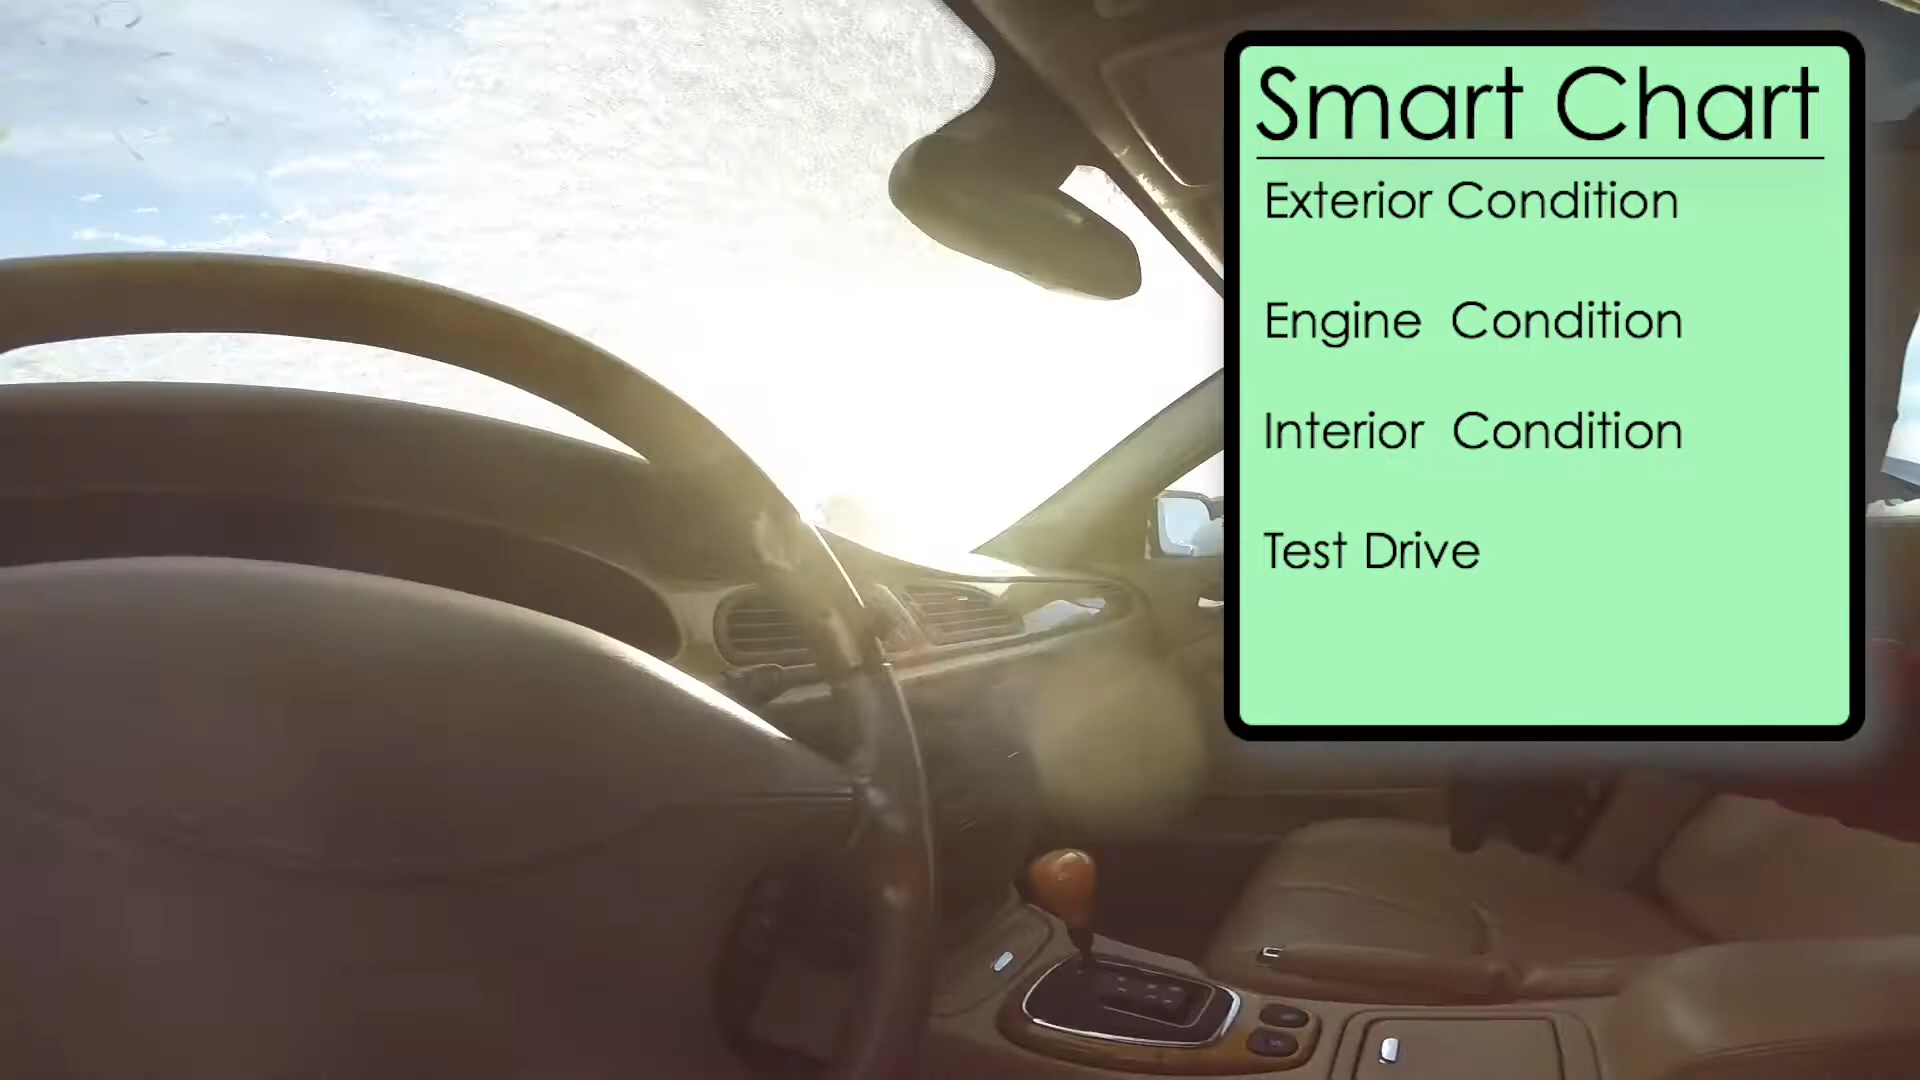 Smart Chart
Exterior Condition
Engine Condition
Interior Condition
Test Drive